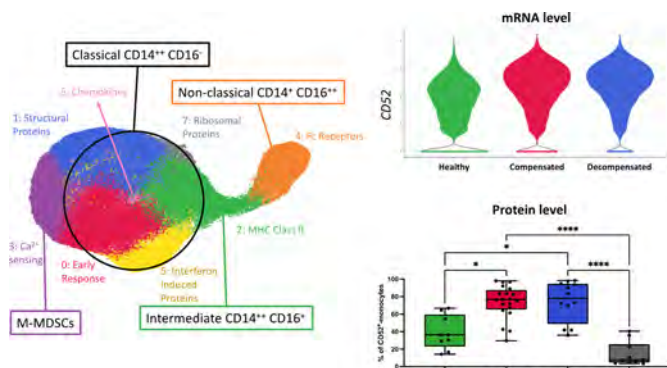 Classical CD14⁺⁺ CD16⁻
5: Chemokines
Non-classical CD14⁺ CD16⁺⁺
1: Structural
Proteins
7: Ribosomal
Proteins
4: Fc Receptors
2: MHC Class II
3: Ca²⁺
sensing
0: Early
Response
5: Interferon
Induced
Proteins
M-MDSCs
Intermediate CD14⁺⁺ CD16⁺
mRNA level
CD52
Healthy
Compensated
Decompensated
Protein level
****
*
*
****
% of CD52⁺-monocytes
100
80
60
40
20
0